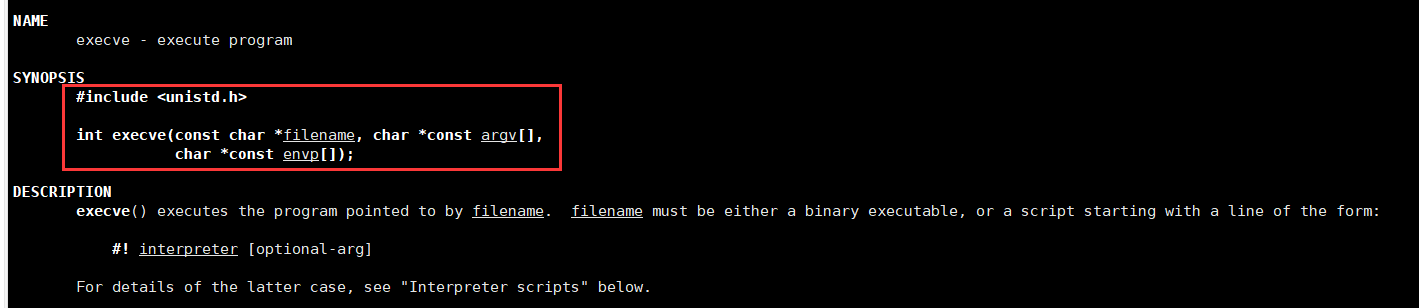 NAME
execve - execute program
SYNOPSIS
#include <unistd.h>
int execve(const char *filename, char *const argv[],
char *const envp[]);
DESCRIPTION
execve() executes the program pointed to by filename.  filename must be either a binary executable, or a script starting with a line of the form:
#! interpreter [optional-arg]
For details of the latter case, see "Interpreter scripts" below.